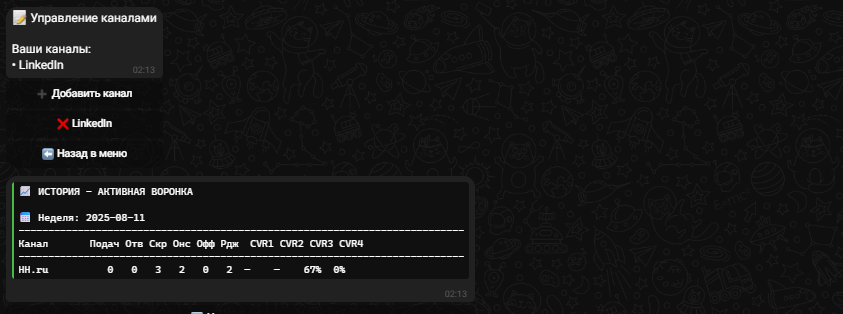 📝 Управление каналами
Ваши каналы:
• LinkedIn
02:13
➕ Добавить канал
❌ LinkedIn
⬅️ Назад в меню
📈 ИСТОРИЯ — АКТИВНАЯ ВОРОНКА
📅 Неделя: 2025-08-11
--------------------------------------------------------------------------
Канал Подач Отв Скр Онс Офф Рдж CVR1 CVR2 CVR3 CVR4
--------------------------------------------------------------------------
HH.ru 0 0 3 2 0 2 — — 67% 0%
02:13